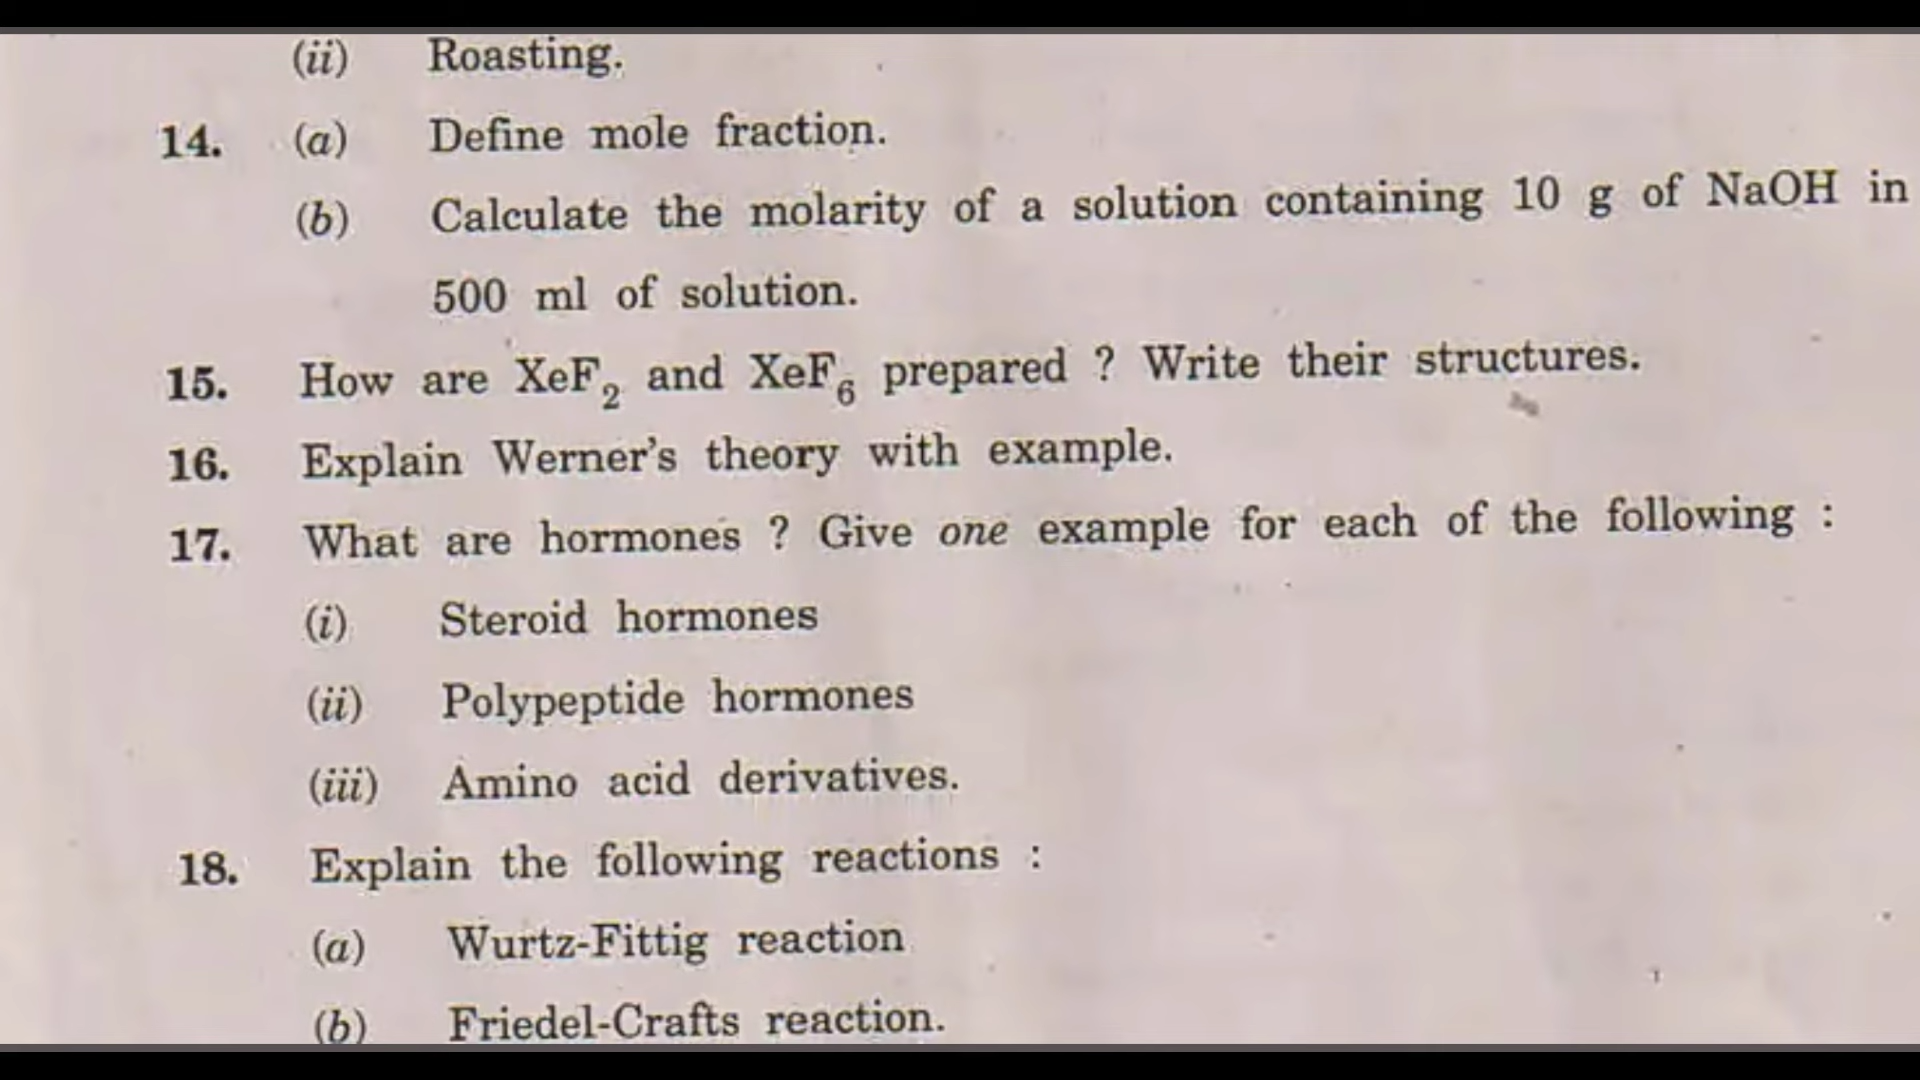 (ii) Roasting.
14. (a) Define mole fraction.
(b) Calculate the molarity of a solution containing 10 g of NaOH in
500 ml of solution.
15. How are XeF₂ and XeF₆ prepared ? Write their structures.
16. Explain Werner's theory with example.
17. What are hormones ? Give one example for each of the following :
(i) Steroid hormones
(ii) Polypeptide hormones
(iii) Amino acid derivatives.
18. Explain the following reactions :
(a) Wurtz-Fittig reaction
(b) Friedel-Crafts reaction.